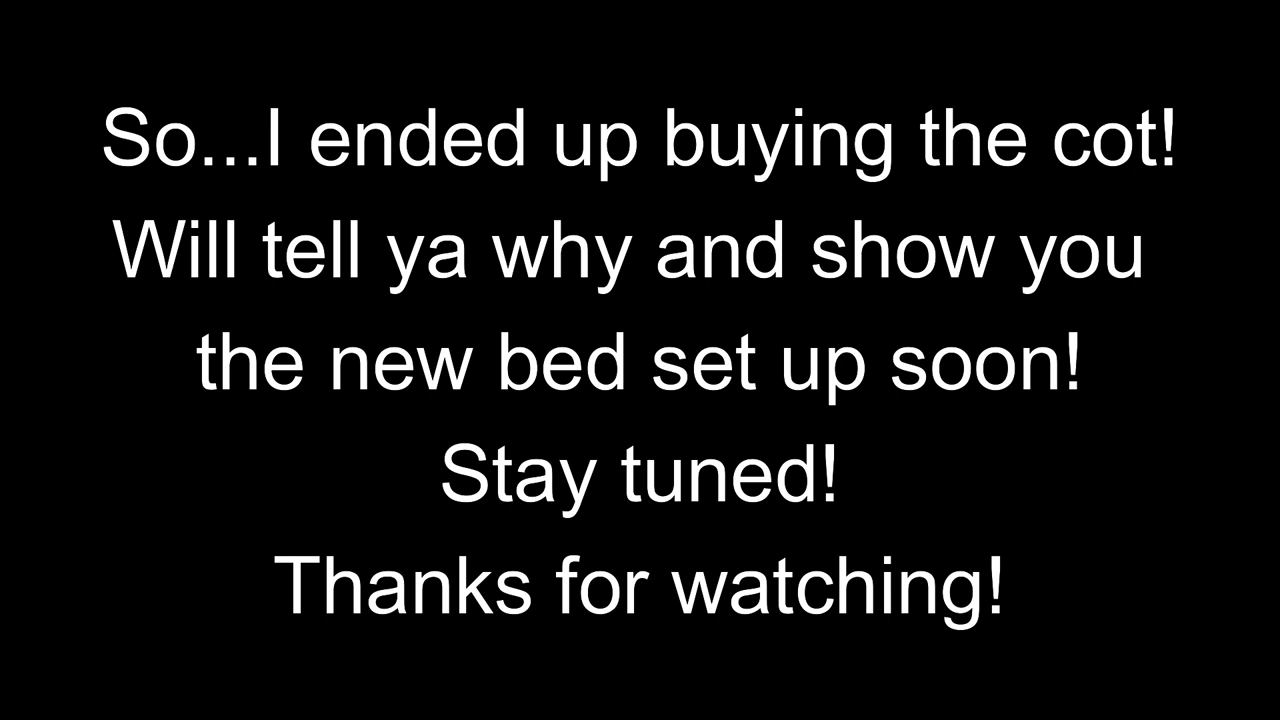 So...I ended up buying the cot!
Will tell ya why and show you
the new bed set up soon!
Stay tuned!
Thanks for watching!